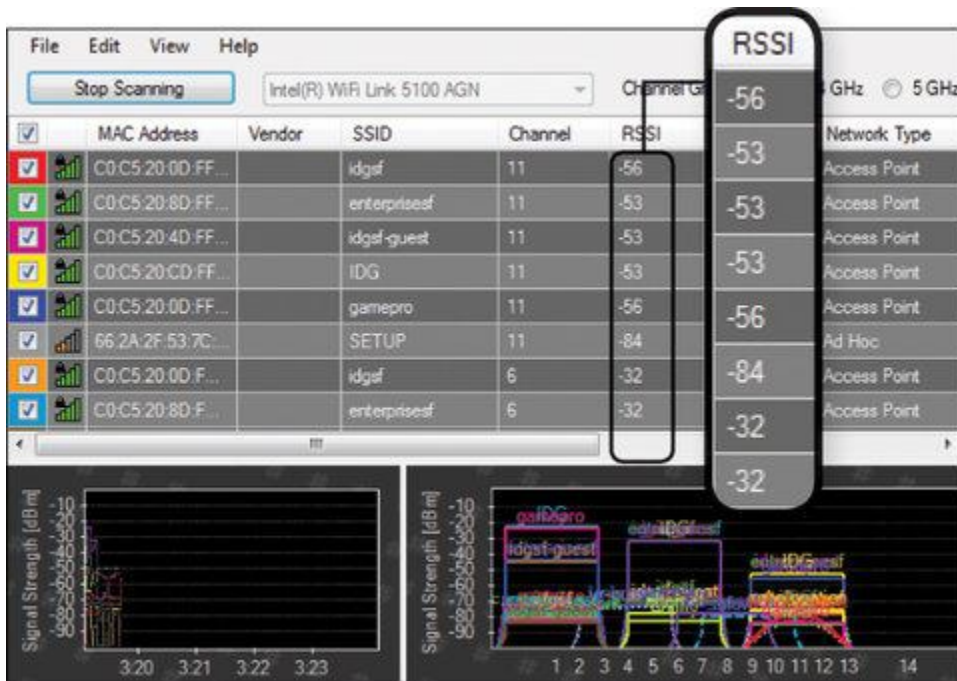 File Edit View Help
Stop Scanning Intel(R) WiFi Link 5100 AGN GHz 5 GHz
MAC Address Vendor SSID Channel RSSI Network Type
C0:C5:20:0D:FF... idgsf 11 -56 Access Point
C0:C5:20:8D:FF... enterprisesf 11 -53 Access Point
C0:C5:20:4D:FF... idgsf-guest 11 -53 Access Point
C0:C5:20:CD:FF... IDG 11 -53 Access Point
C0:C5:20:0D:FF... gamepro 11 -56 Access Point
66:2A:2F:53:7C:... SETUP 11 -84 Ad Hoc
C0:C5:20:0D:F... idgsf 6 -32 Access Point
C0:C5:20:8D:F... enterprisesf 6 -32 Access Point
RSSI
-56
-53
-53
-53
-56
-84
-32
-32
Signal Strength [dBm]
-10
-20
-30
-40
-50
-60
-70
-80
-90
3:20 3:21 3:22 3:23
Signal Strength [dBm]
-10
-20
-30
-40
-50
-60
-70
-80
-90
gamepro
idgsf-guest
IDG
1 2 3 4 5 6 7 8 9 10 11 12 13 14